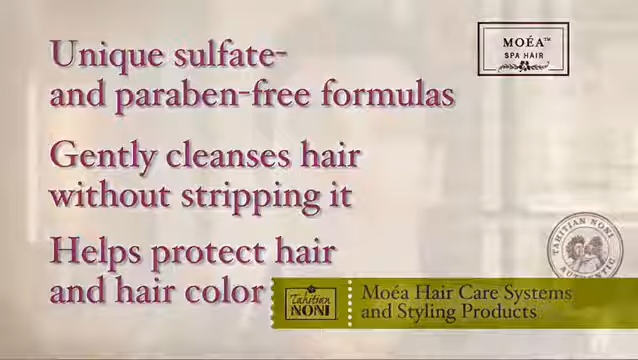 Unique sulfate-
and paraben-free formulas
Gently cleanses hair
without stripping it
Helps protect hair
and hair color
MOÉA™
SPA HAIR
TAHITIAN NONI
AUTHENTIC
Tahitian
NONI
Moéa Hair Care Systems
and Styling Products